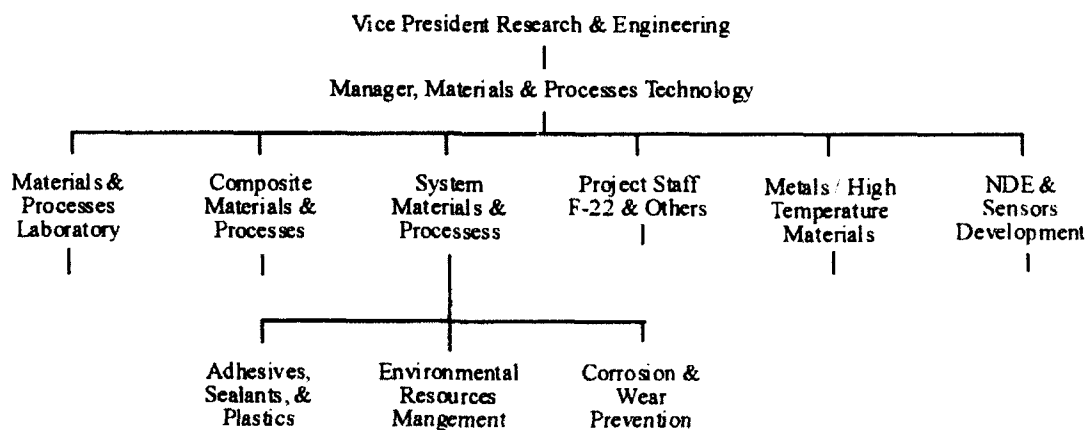 Vice President Research & Engineering
Manager, Materials & Processes Technology
Materials &
Processes
Laboratory
Composite
Materials &
Processes
System
Materials &
Processess
Project Staff
F-22 & Others
Metals / High
Temperature
Materials
NDE &
Sensors
Development
Adhesives,
Sealants, &
Plastics
Environmental
Resources
Mangement
Corrosion &
Wear
Prevention